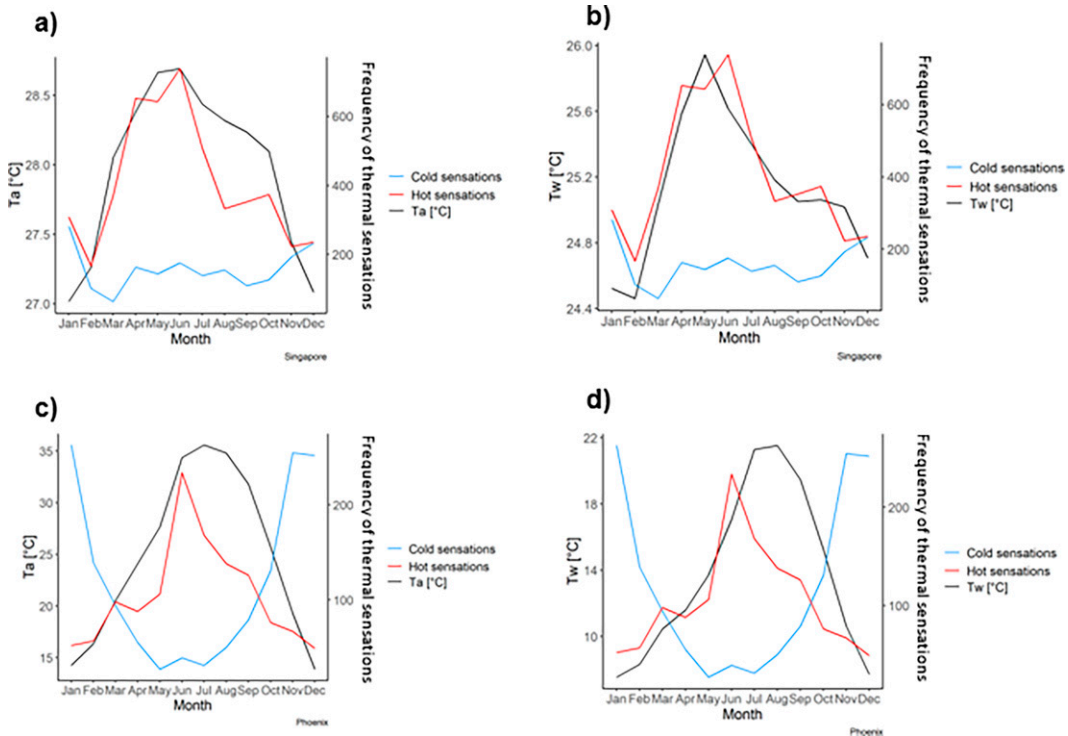 a)
28.5
28.0
27.5
27.0
Ta [°C]
600
400
200
Frequency of thermal sensations
Cold sensations
Hot sensations
Ta [°C]
Jan Feb Mar Apr May Jun Jul Aug Sep Oct Nov Dec
Month
Singapore
b)
26.0
25.6
25.2
24.8
24.4
Tw [°C]
600
400
200
Frequency of thermal sensations
Cold sensations
Hot sensations
Tw [°C]
Jan Feb Mar Apr May Jun Jul Aug Sep Oct Nov Dec
Month
Singapore
c)
35
30
25
20
15
Ta [°C]
200
100
Frequency of thermal sensations
Cold sensations
Hot sensations
Ta [°C]
Jan Feb Mar Apr May Jun Jul Aug Sep Oct Nov Dec
Month
Phoenix
d)
22
18
14
10
Tw [°C]
200
100
Frequency of thermal sensations
Cold sensations
Hot sensations
Tw [°C]
Jan Feb Mar Apr May Jun Jul Aug Sep Oct Nov Dec
Month
Phoenix